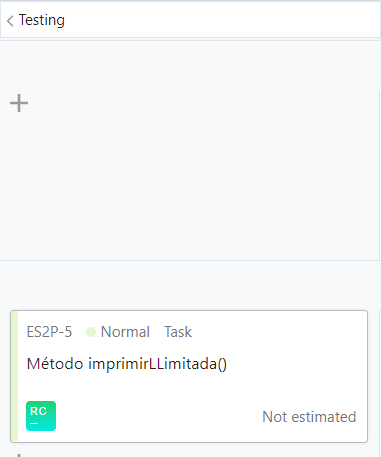 Testing
ES2P-5 Normal Task
Método imprimirLLimitada()
RC
Not estimated